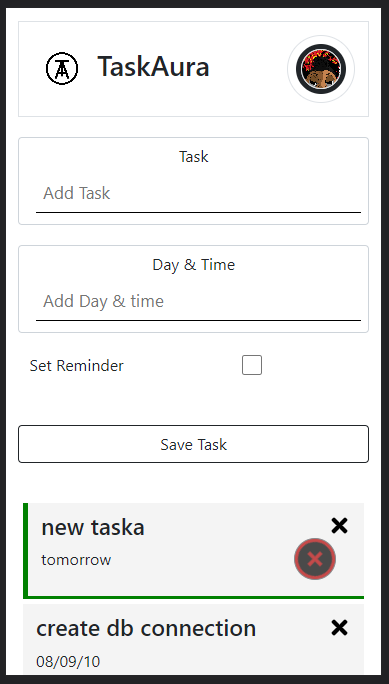 TaskAura
Task
Add Task
Day & Time
Add Day & time
Set Reminder
Save Task
new taska
tomorrow
create db connection
08/09/10